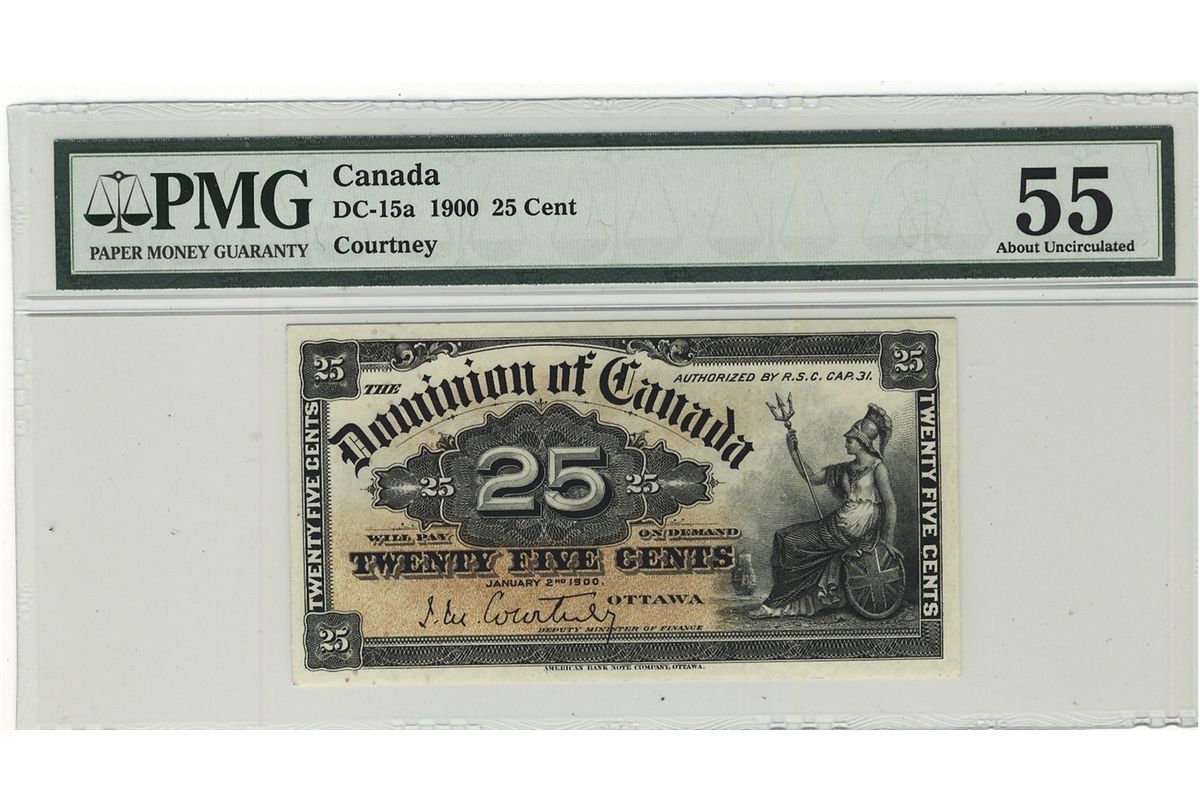 PMG
PAPER MONEY GUARANTY
Canada
DC-15a 1900 25 Cent
Courtney
55
About Uncirculated
25
25
THE Dominion of Canada
AUTHORIZED BY R.S.C. CAP. 31.
TWENTY FIVE CENTS
25 25 25
TWENTY FIVE CENTS
WILL PAY ON DEMAND
TWENTY FIVE CENTS
JANUARY 2ND 1900.
J. M. Courtney
OTTAWA
DEPUTY MINISTER OF FINANCE
25
AMERICAN BANK NOTE COMPANY, OTTAWA.